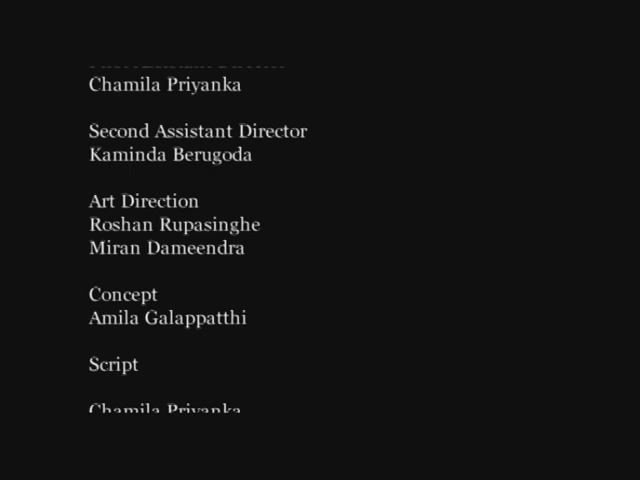 Chamila Priyanka
Second Assistant Director
Kaminda Berugoda
Art Direction
Roshan Rupasinghe
Miran Dameendra
Concept
Amila Galappatthi
Script
Chamila Priyanka